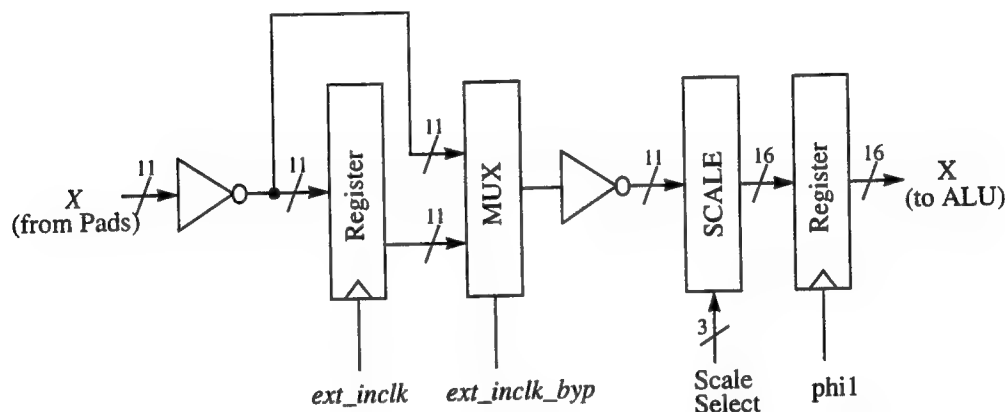 11
11
11
11
11
16
16
X
(from Pads)
Register
MUX
SCALE
Register
X
(to ALU)
3
ext_inclk
ext_inclk_byp
Scale
Select
phi1